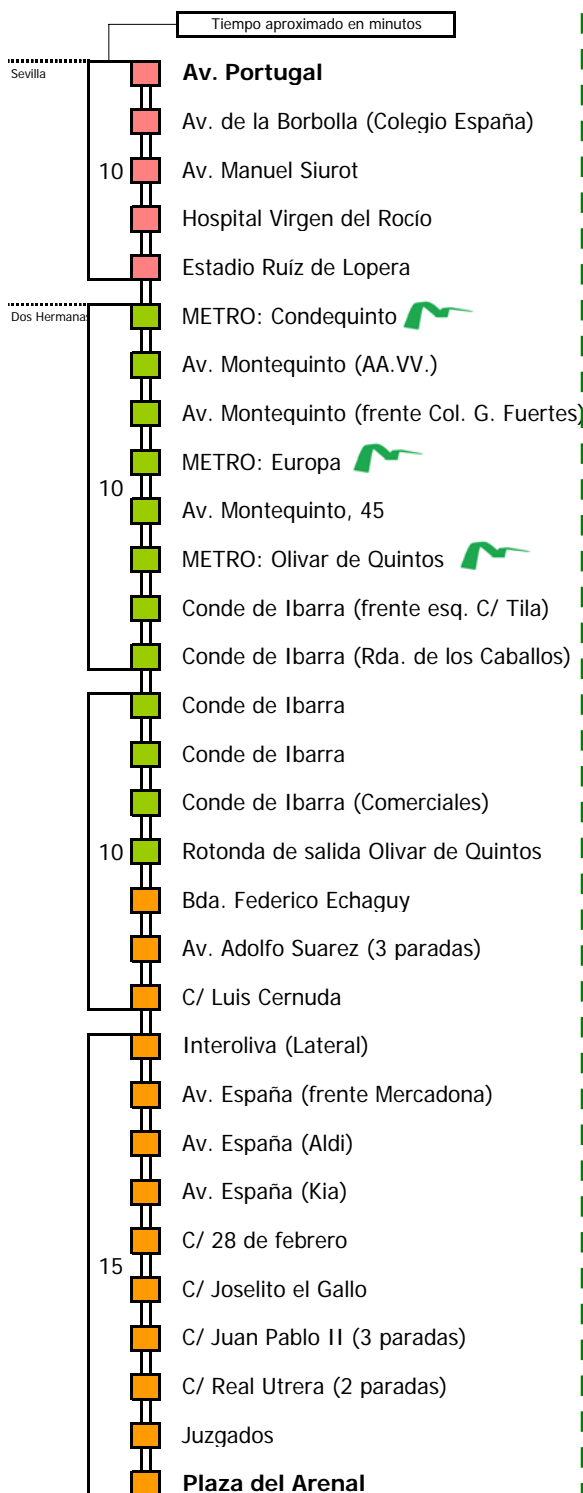 Tiempo aproximado en minutos
Sevilla
Av. Portugal
Av. de la Borbolla (Colegio España)
10
Av. Manuel Siurot
Hospital Virgen del Rocío
Estadio Ruíz de Lopera
Dos Hermanas
METRO: Condequinto
Av. Montequinto (AA.VV.)
Av. Montequinto (frente Col. G. Fuertes)
METRO: Europa
10
Av. Montequinto, 45
METRO: Olivar de Quintos
Conde de Ibarra (frente esq. C/ Tila)
Conde de Ibarra (Rda. de los Caballos)
Conde de Ibarra
Conde de Ibarra
Conde de Ibarra (Comerciales)
10
Rotonda de salida Olivar de Quintos
Bda. Federico Echaguy
Av. Adolfo Suarez (3 paradas)
C/ Luis Cernuda
Interoliva (Lateral)
Av. España (frente Mercadona)
Av. España (Aldi)
Av. España (Kia)
C/ 28 de febrero
15
C/ Joselito el Gallo
C/ Juan Pablo II (3 paradas)
C/ Real Utrera (2 paradas)
Juzgados
Plaza del Arenal